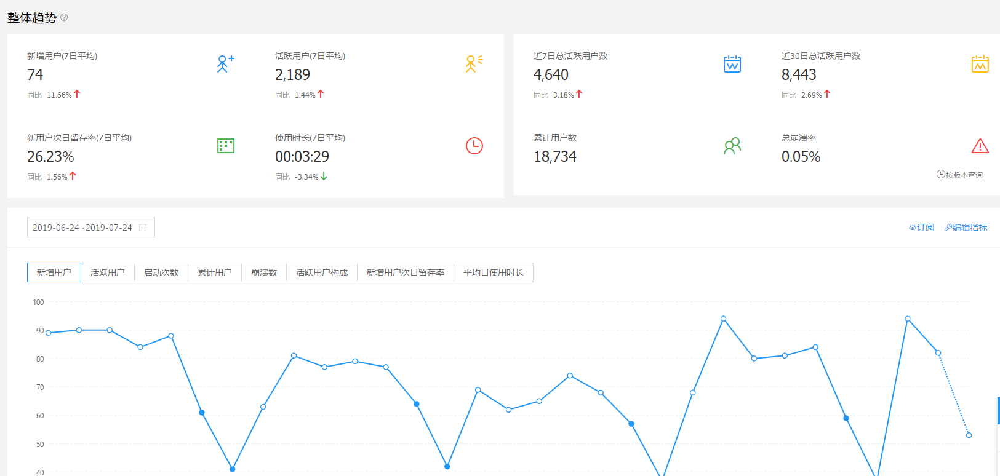 整体趋势
新增用户(7日平均)
74
同比 11.66%
活跃用户(7日平均)
2,189
同比 1.44%
新用户次日留存率(7日平均)
26.23%
同比 1.56%
使用时长(7日平均)
00:03:29
同比 -3.34%
近7日总活跃用户数
4,640
同比 3.18%
近30日总活跃用户数
8,443
同比 2.69%
累计用户数
18,734
总崩溃率
0.05%
按版本查询
2019-06-24~2019-07-24
订阅 编辑指标
新增用户 活跃用户 启动次数 累计用户 崩溃数 活跃用户构成 新增用户次日留存率 平均日使用时长
100
90
80
70
60
50
40